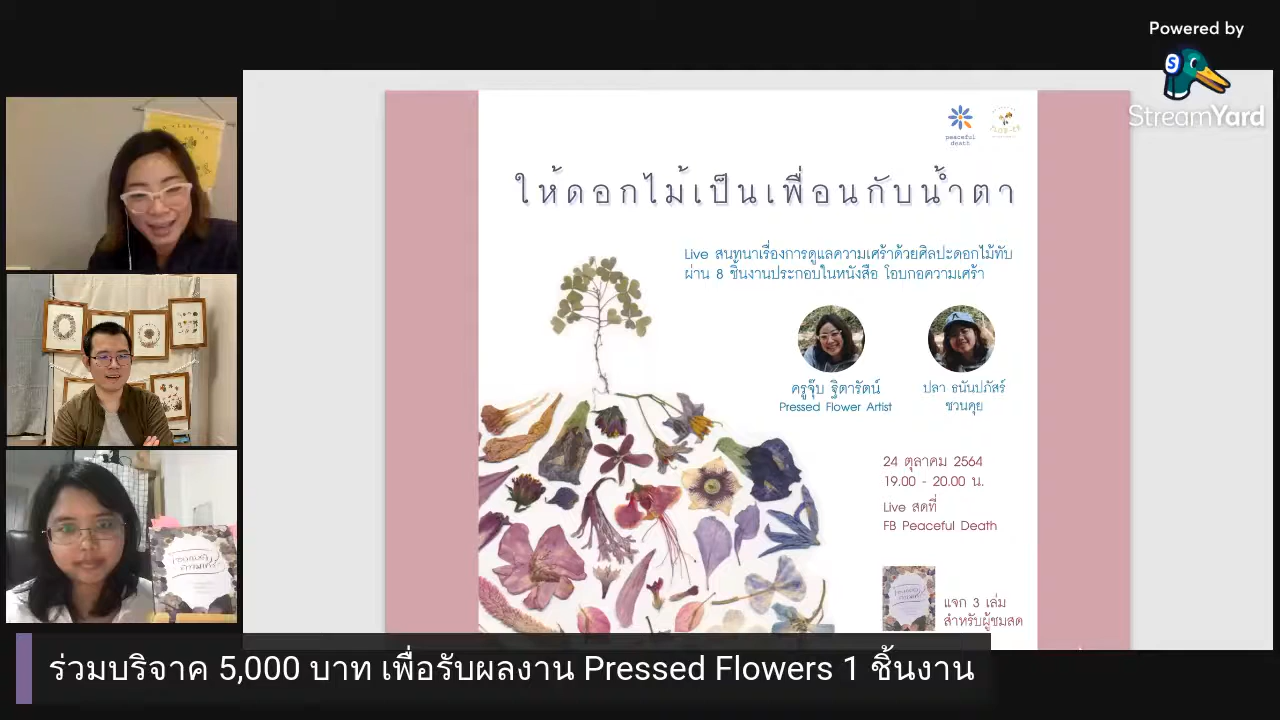 Powered by
StreamYard
peaceful
death
ให้ดอกไม้เป็นเพื่อนกับน้ำตา
Live สนทนาเรื่องการดูแลความเศร้าด้วยศิลปะดอกไม้ทับ
ผ่าน 8 ชิ้นงานประกอบในหนังสือ โอบกอดความเศร้า
ครูจุ๊บ ฐิตารัตน์
Pressed Flower Artist
ปลา ธนันปภัสร์
ชวนคุย
24 ตุลาคม 2564
19.00 - 20.00 น.
Live สดที่
FB Peaceful Death
แจก 3 เล่ม
สำหรับผู้ชมสด
ร่วมบริจาค 5,000 บาท เพื่อรับผลงาน Pressed Flowers 1 ชิ้นงาน